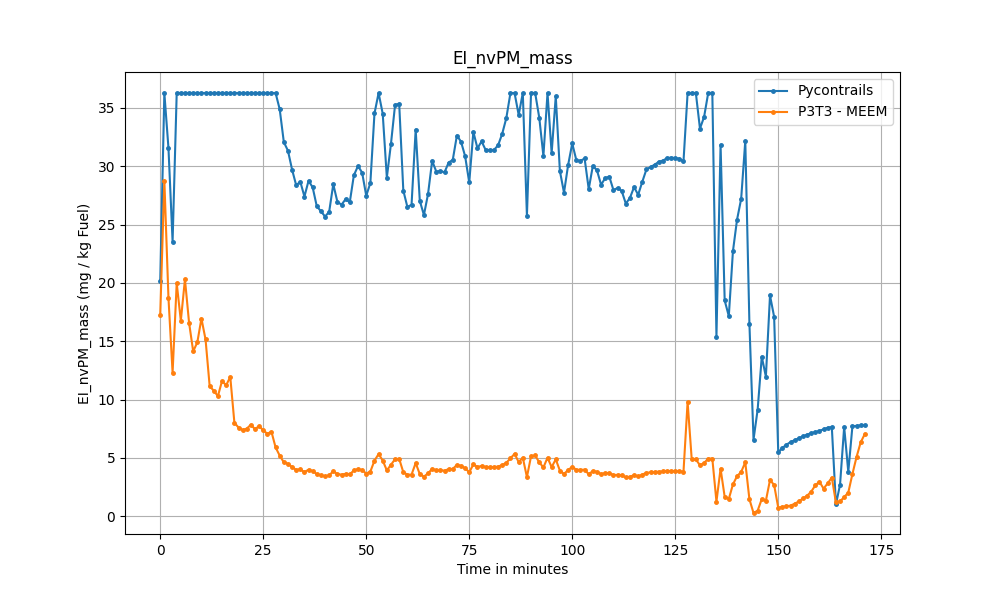 EI_nvPM_mass
Pycontrails
P3T3 - MEEM
EI_nvPM_mass (mg / kg Fuel)
35
30
25
20
15
10
5
0
0 25 50 75 100 125 150 175
Time in minutes